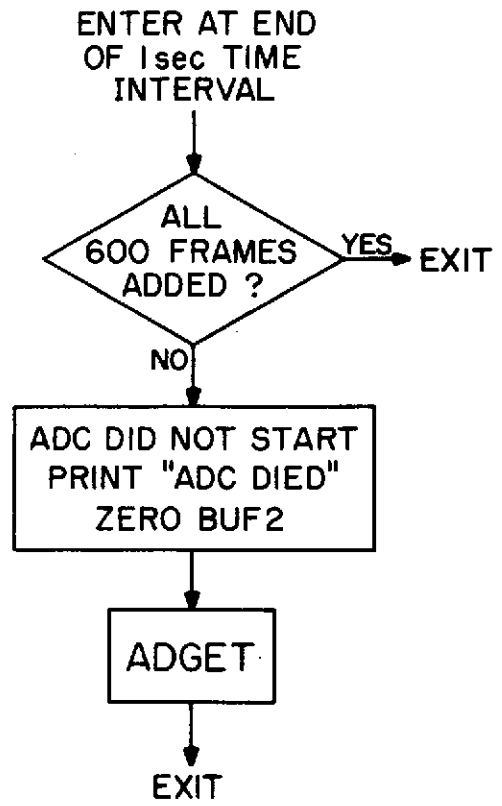 ENTER AT END
OF 1sec TIME
INTERVAL
ALL
600 FRAMES
ADDED ?
YES
EXIT
NO
ADC DID NOT START
PRINT "ADC DIED"
ZERO BUF2
ADGET
EXIT